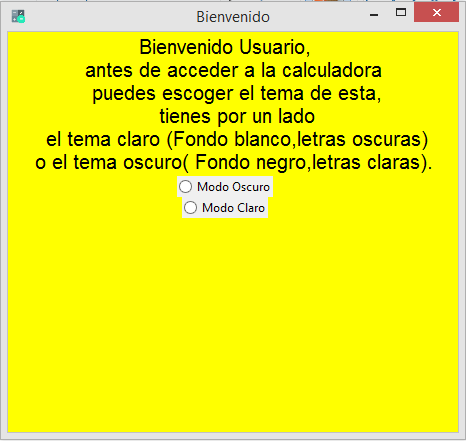 Bienvenido
Bienvenido Usuario,
antes de acceder a la calculadora
puedes escoger el tema de esta,
tienes por un lado
el tema claro (Fondo blanco,letras oscuras)
o el tema oscuro( Fondo negro,letras claras).
Modo Oscuro
Modo Claro